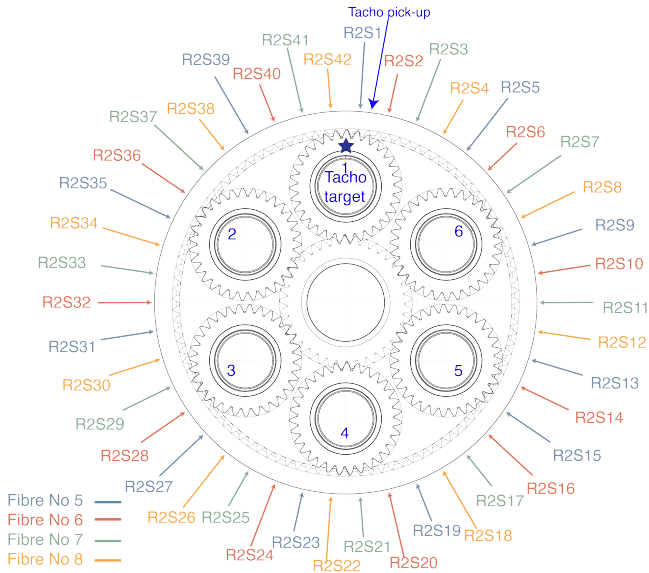 Tacho pick-up
R2S1
R2S2
R2S3
R2S4
R2S5
R2S6
R2S7
R2S8
R2S9
R2S10
R2S11
R2S12
R2S13
R2S14
R2S15
R2S16
R2S17
R2S18
R2S19
R2S20
R2S21
R2S22
R2S23
R2S24
R2S25
R2S26
R2S27
R2S28
R2S29
R2S30
R2S31
R2S32
R2S33
R2S34
R2S35
R2S36
R2S37
R2S38
R2S39
R2S40
R2S41
R2S42
1
Tacho
target
2
3
4
5
6
Fibre No 5
Fibre No 6
Fibre No 7
Fibre No 8